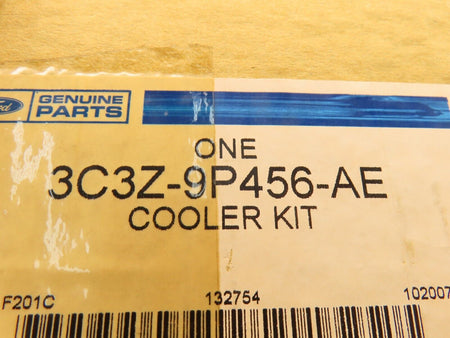 Ford
GENUINE
PARTS
ONE
3C3Z-9P456-AE
COOLER KIT
F201C 132754 102007